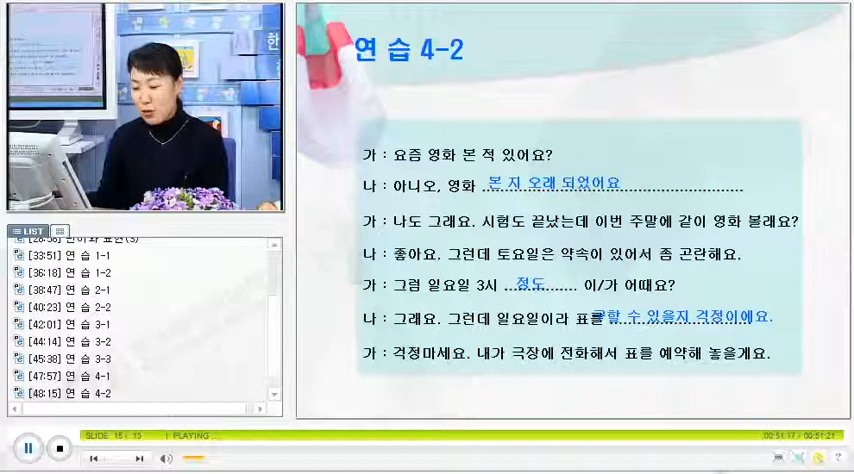 연 습 4-2
가 : 요즘 영화 본 적 있어요?
나 : 아니오, 영화 본 지 오래 되었어요
가 : 나도 그래요. 시험도 끝났는데 이번 주말에 같이 영화 볼래요?
나 : 좋아요. 그런데 토요일은 약속이 있어서 좀 곤란해요.
가 : 그럼 일요일 3시 정도 이/가 어때요?
나 : 그래요. 그런데 일요일이라 표를 구할 수 있을지 걱정이에요.
가 : 걱정마세요. 내가 극장에 전화해서 표를 예약해 놓을게요.
LIST
[33:51] 연 습 1-1
[36:18] 연 습 1-2
[38:47] 연 습 2-1
[40:23] 연 습 2-2
[42:01] 연 습 3-1
[44:14] 연 습 3-2
[45:38] 연 습 3-3
[47:57] 연 습 4-1
[48:15] 연 습 4-2
SLIDE 15 / 15 | PLAYING ...
00:51:17 / 00:51:21